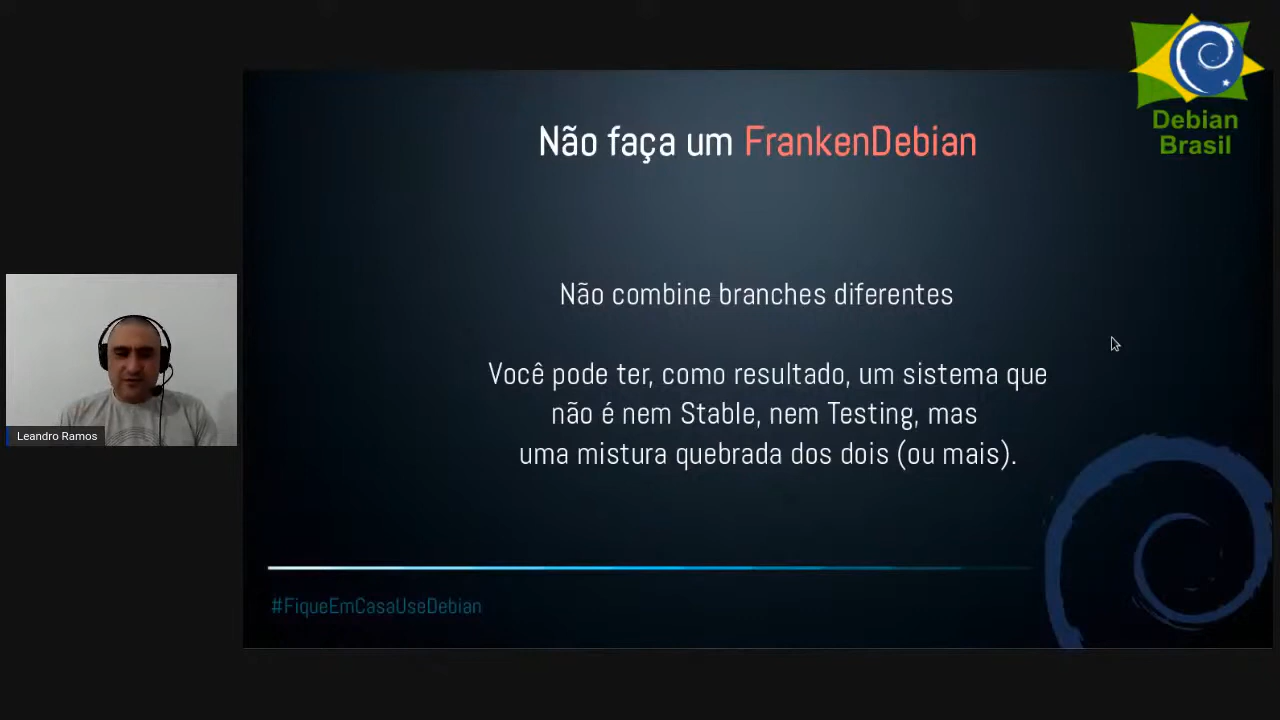 Debian
Brasil
Não faça um FrankenDebian
Não combine branches diferentes
Você pode ter, como resultado, um sistema que
não é nem Stable, nem Testing, mas
uma mistura quebrada dos dois (ou mais).
Leandro Ramos
#FiqueEmCasaUseDebian